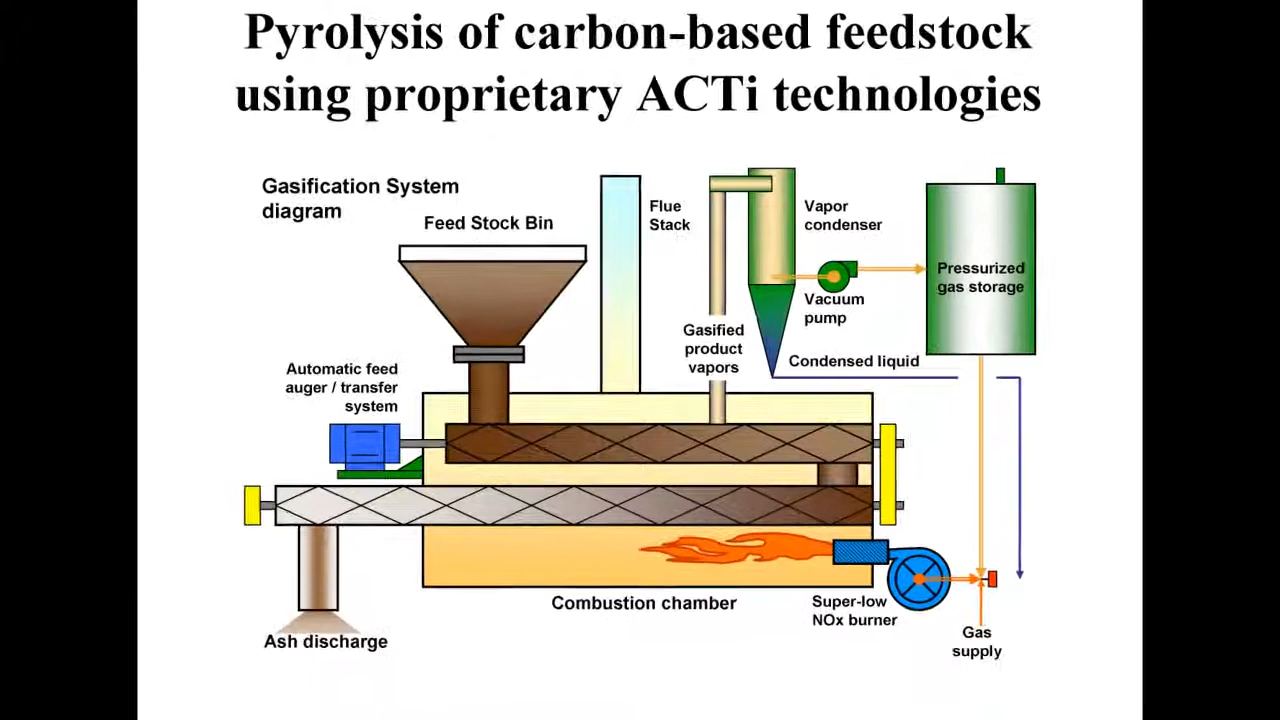 Pyrolysis of carbon-based feedstock
using proprietary ACTi technologies
Gasification System
diagram
Feed Stock Bin
Flue
Stack
Vapor
condenser
Pressurized
gas storage
Vacuum
pump
Gasified
product
vapors
Condensed liquid
Automatic feed
auger / transfer
system
Combustion chamber
Super-low
NOx burner
Gas
supply
Ash discharge